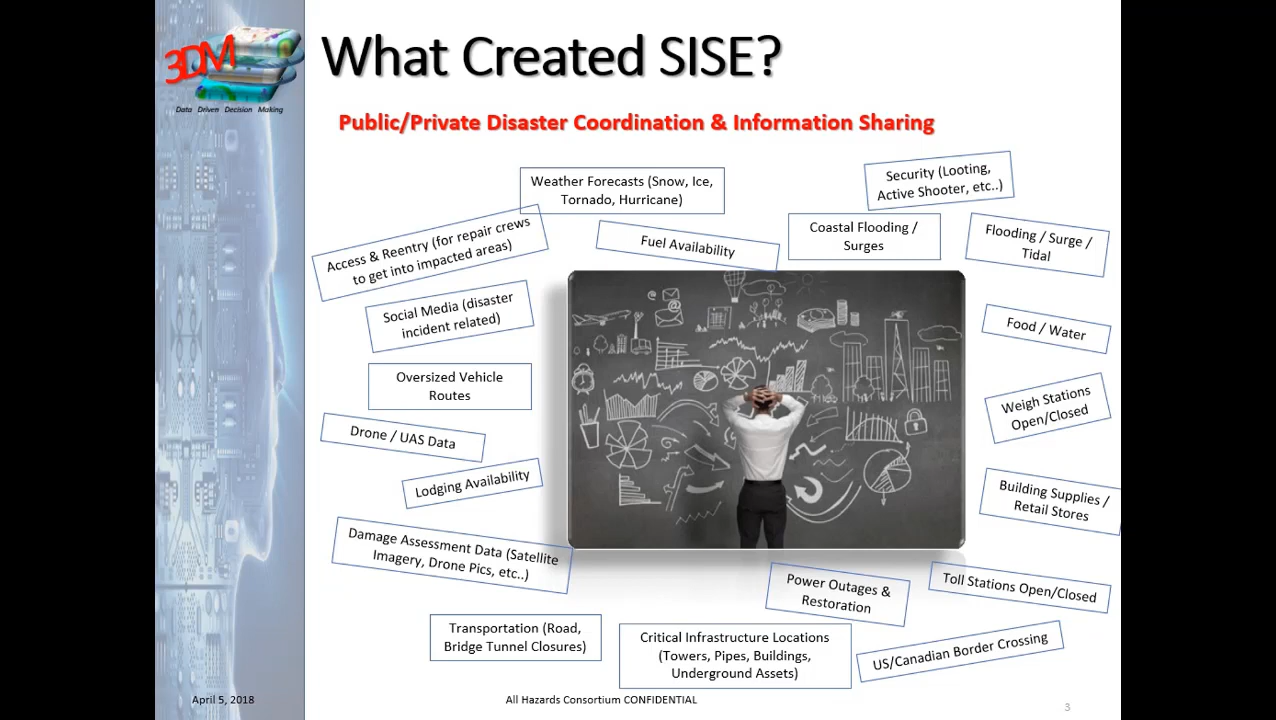 3DM
Data Driven Decision Making
What Created SISE?
Public/Private Disaster Coordination & Information Sharing
Weather Forecasts (Snow, Ice,
Tornado, Hurricane)
Security (Looting,
Active Shooter, etc..)
Access & Reentry (for repair crews
to get into impacted areas)
Fuel Availability
Coastal Flooding /
Surges
Flooding / Surge /
Tidal
Social Media (disaster
incident related)
Food / Water
Oversized Vehicle
Routes
Weigh Stations
Open/Closed
Drone / UAS Data
Lodging Availability
Building Supplies /
Retail Stores
Damage Assessment Data (Satellite
Imagery, Drone Pics, etc..)
Power Outages &
Restoration
Toll Stations Open/Closed
Transportation (Road,
Bridge Tunnel Closures)
Critical Infrastructure Locations
(Towers, Pipes, Buildings,
Underground Assets)
US/Canadian Border Crossing
April 5, 2018
All Hazards Consortium CONFIDENTIAL
3